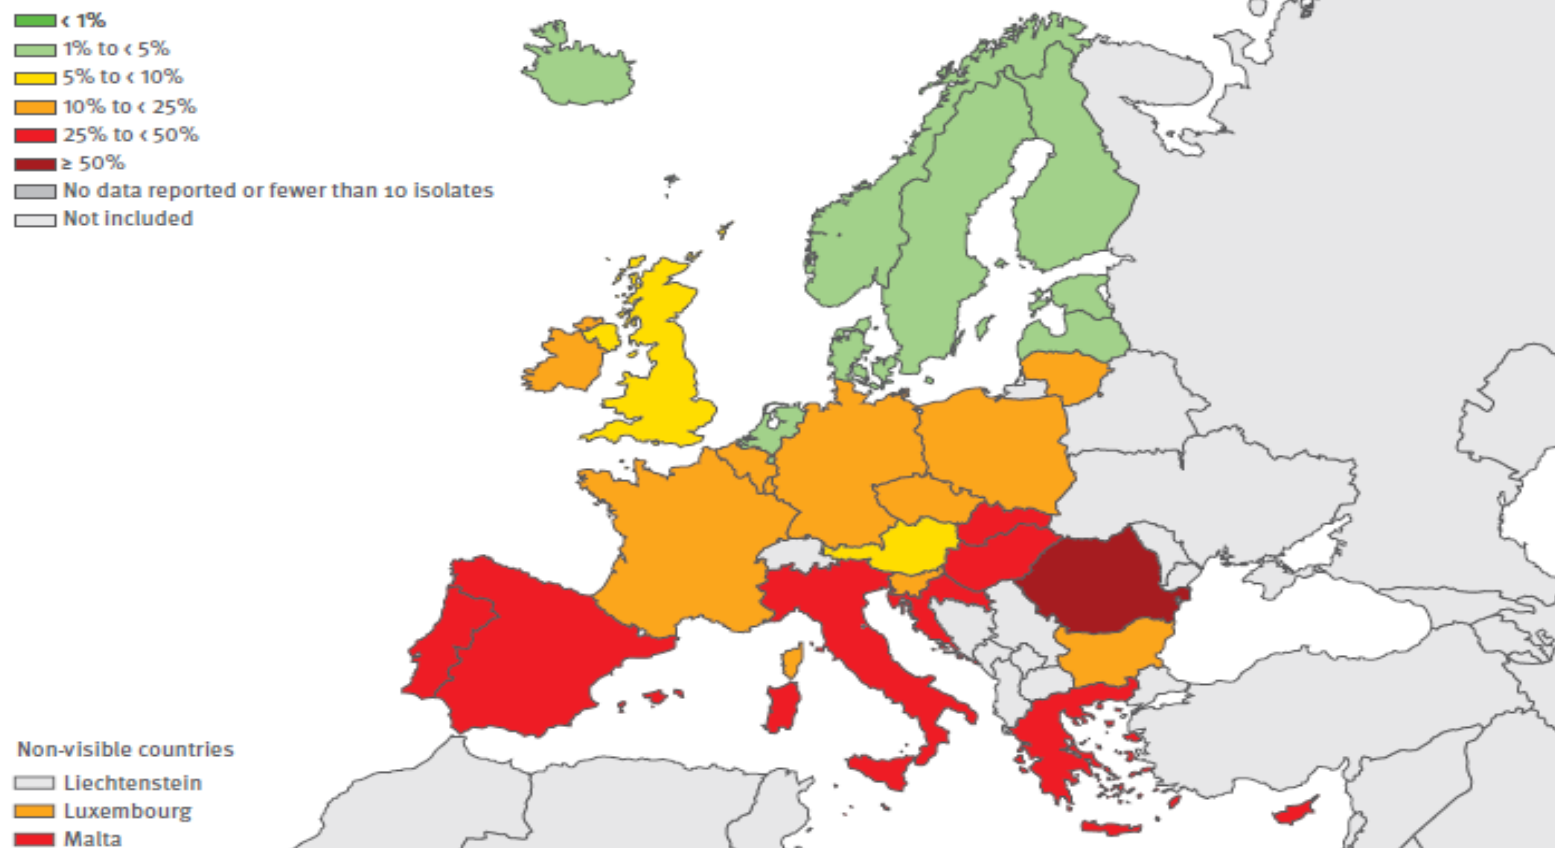 < 1%
1% to < 5%
5% to < 10%
10% to < 25%
25% to < 50%
≥ 50%
No data reported or fewer than 10 isolates
Not included
Non-visible countries
Liechtenstein
Luxembourg
Malta